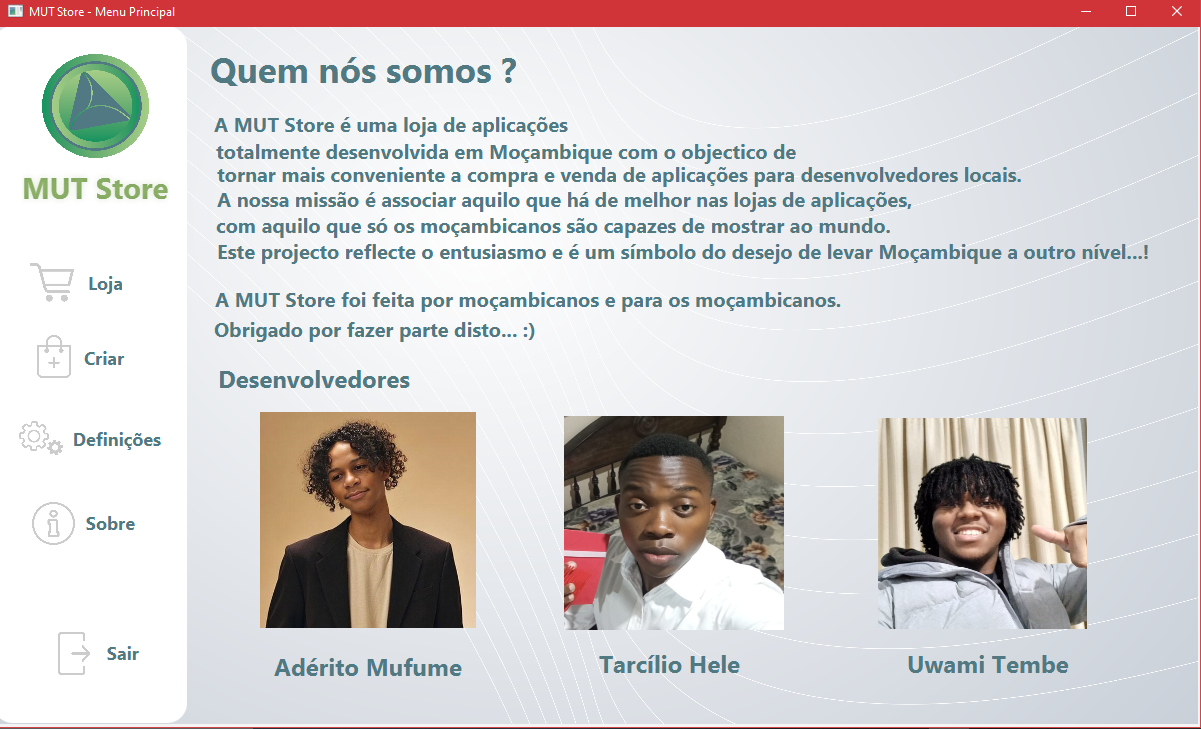 MUT Store - Menu Principal
MUT Store
Loja
Criar
Definições
Sobre
Sair
Quem nós somos ?
A MUT Store é uma loja de aplicações
totalmente desenvolvida em Moçambique com o objectico de
tornar mais conveniente a compra e venda de aplicações para desenvolvedores locais.
A nossa missão é associar aquilo que há de melhor nas lojas de aplicações,
com aquilo que só os moçambicanos são capazes de mostrar ao mundo.
Este projecto reflecte o entusiasmo e é um símbolo do desejo de levar Moçambique a outro nível...!
A MUT Store foi feita por moçambicanos e para os moçambicanos.
Obrigado por fazer parte disto... :)
Desenvolvedores
Adérito Mufume
Tarcílio Hele
Uwami Tembe